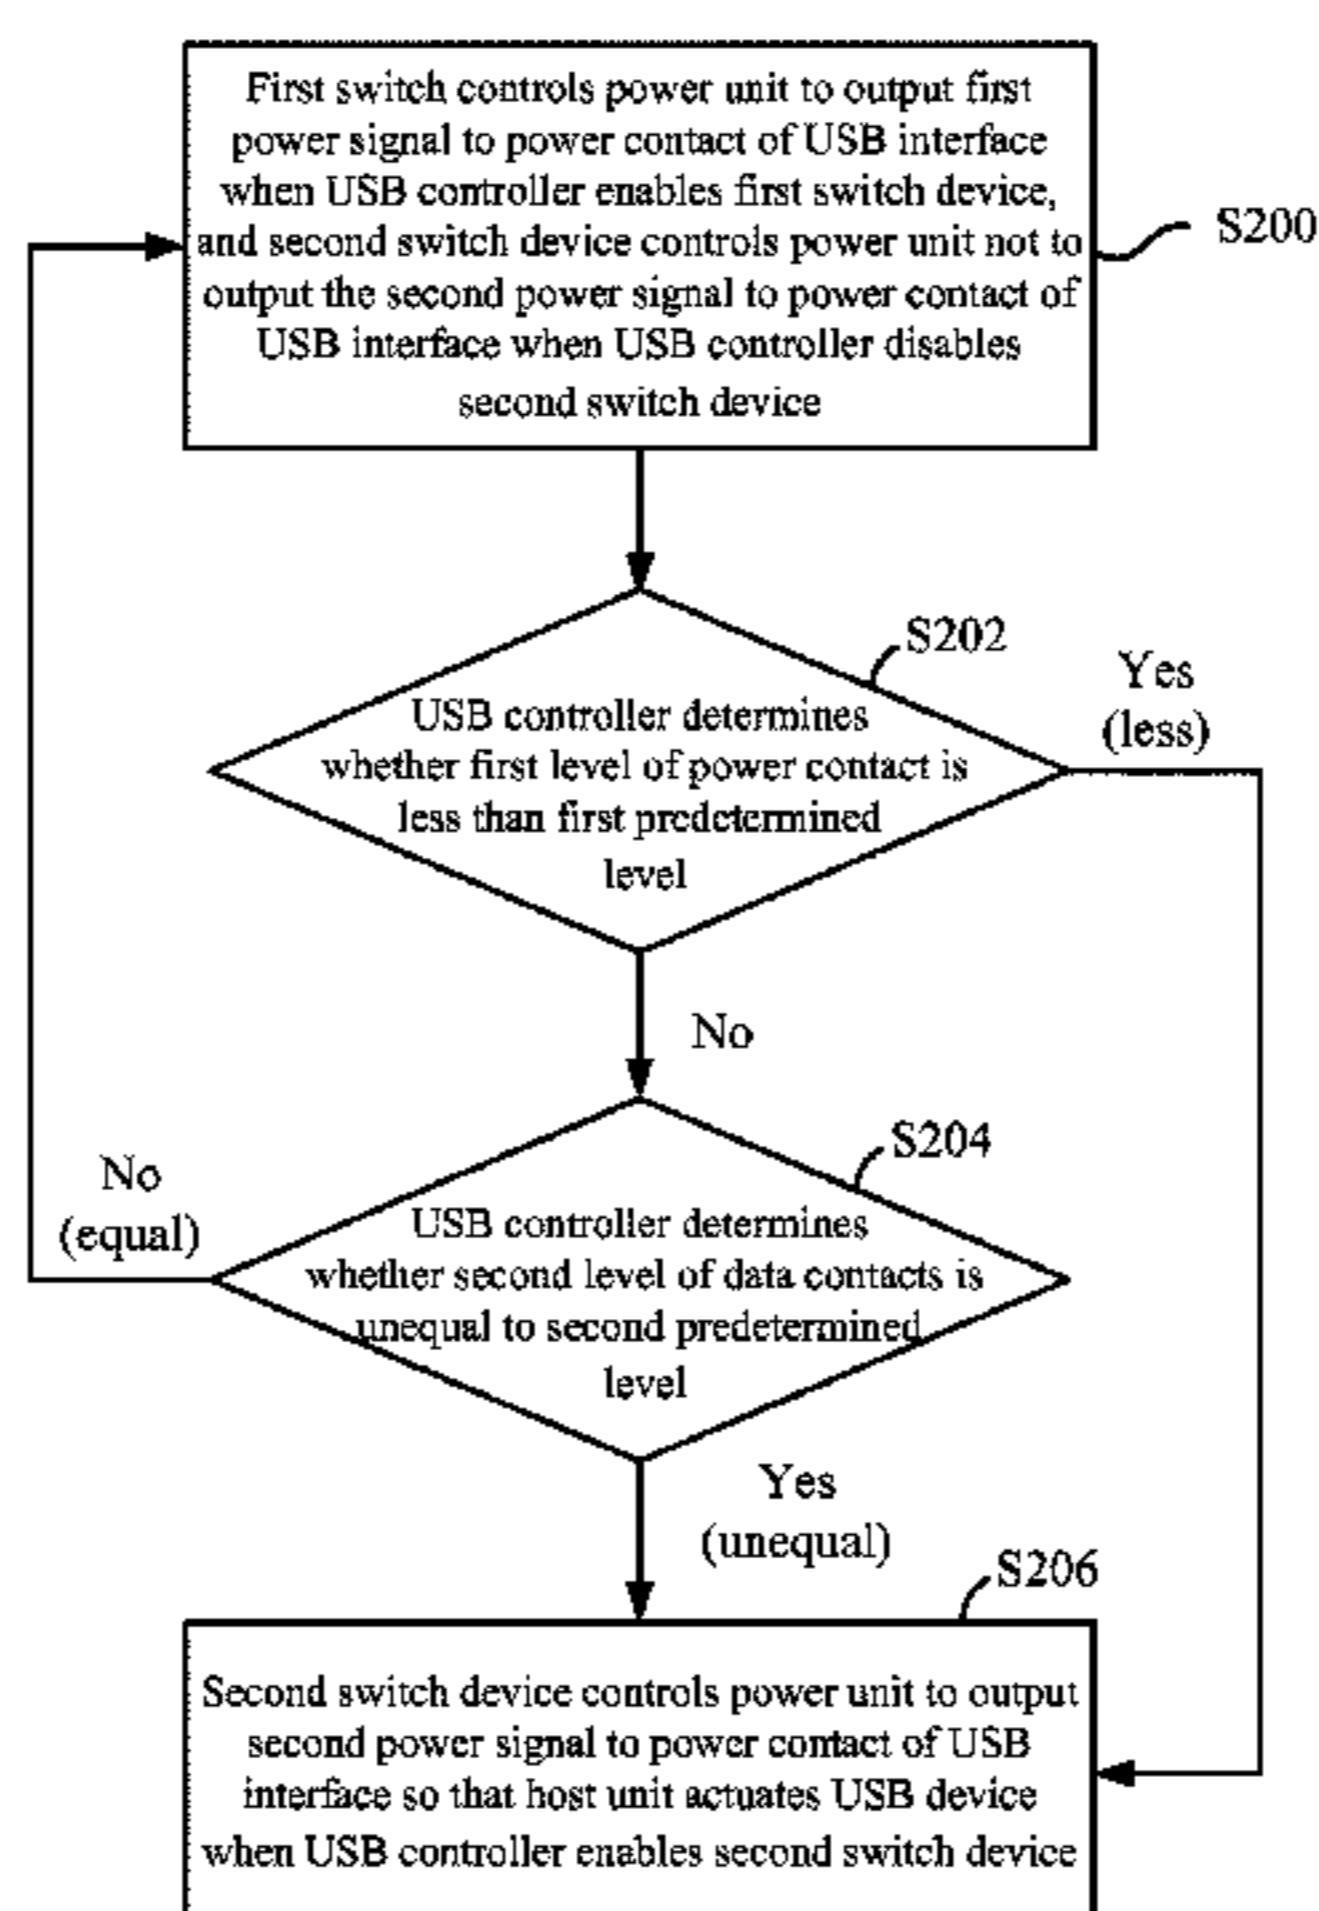 First switch controls power unit to output first
power signal to power contact of USB interface
when USB controller enables first switch device,
and second switch device controls power unit not to
output the second power signal to power contact of
USB interface when USB controller disables
second switch device
S200
S202
USB controller determines
whether first level of power contact is
less than first predetermined
level
Yes
(less)
No
S204
USB controller determines
whether second level of data contacts is
unequal to second predetermined
level
No
(equal)
Yes
(unequal)
S206
Second switch device controls power unit to output
second power signal to power contact of USB
interface so that host unit actuates USB device
when USB controller enables second switch device